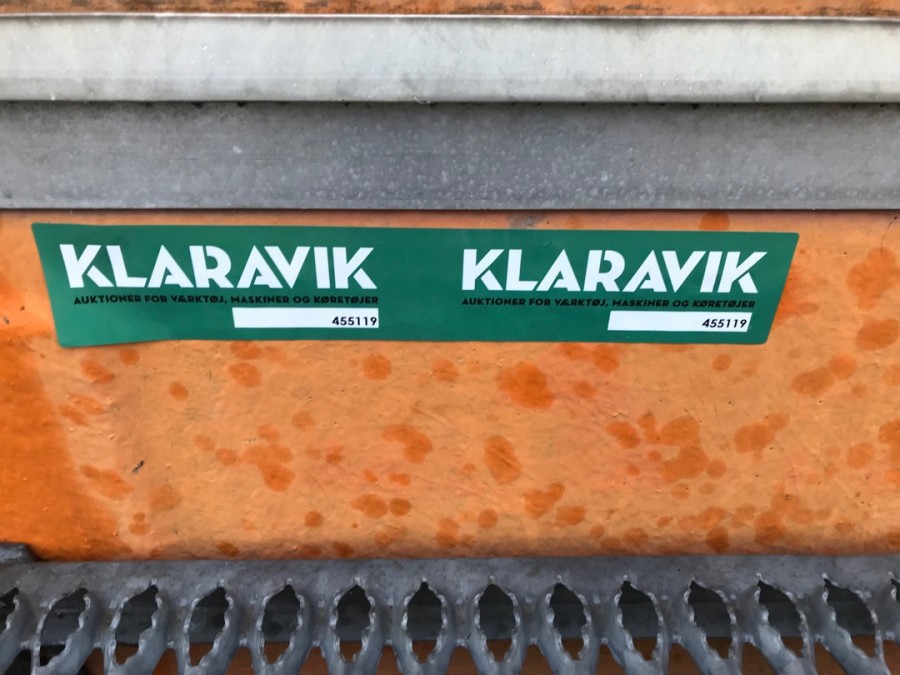 KLARAVIK
AUKTIONER FOR VÆRKTØJ, MASKINER OG KØRETØJER
455119
KLARAVIK
AUKTIONER FOR VÆRKTØJ, MASKINER OG KØRETØJER
455119